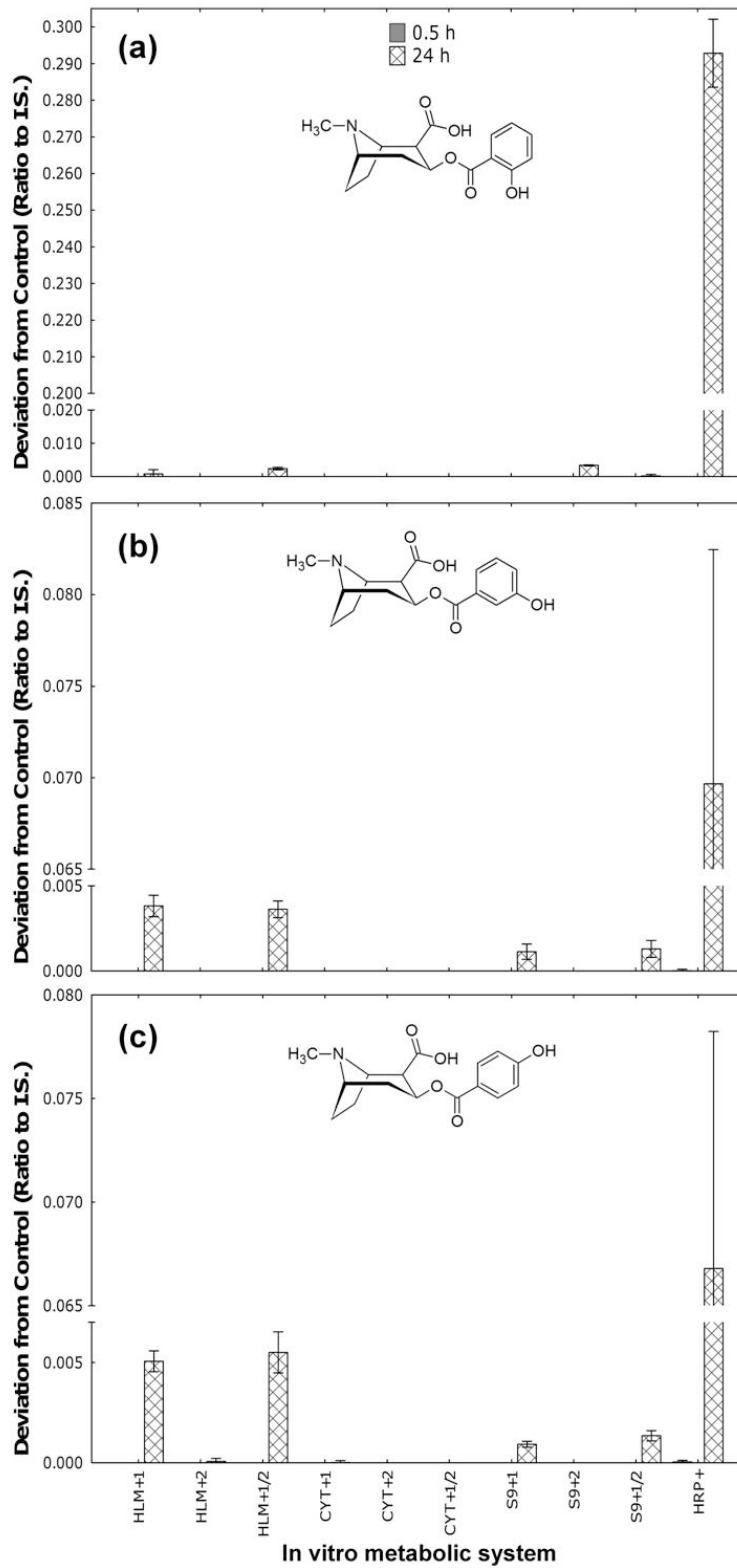 (a)
0.5 h
24 h
0.300
0.290
0.280
0.270
0.260
0.250
0.240
0.230
0.220
0.210
0.200
0.020
0.010
0.000
Deviation from Control (Ratio to IS.)
H₃C
N
O
OH
O
O
OH
(b)
0.085
0.080
0.075
0.070
0.065
0.005
0.000
Deviation from Control (Ratio to IS.)
H₃C
N
O
OH
O
O
OH
(c)
0.080
0.075
0.070
0.065
0.005
0.000
Deviation from Control (Ratio to IS.)
H₃C
N
O
OH
O
O
OH
HLM+1
HLM+2
HLM+1/2
CYT+1
CYT+2
CYT+1/2
S9+1
S9+2
S9+1/2
HRP+
In vitro metabolic system